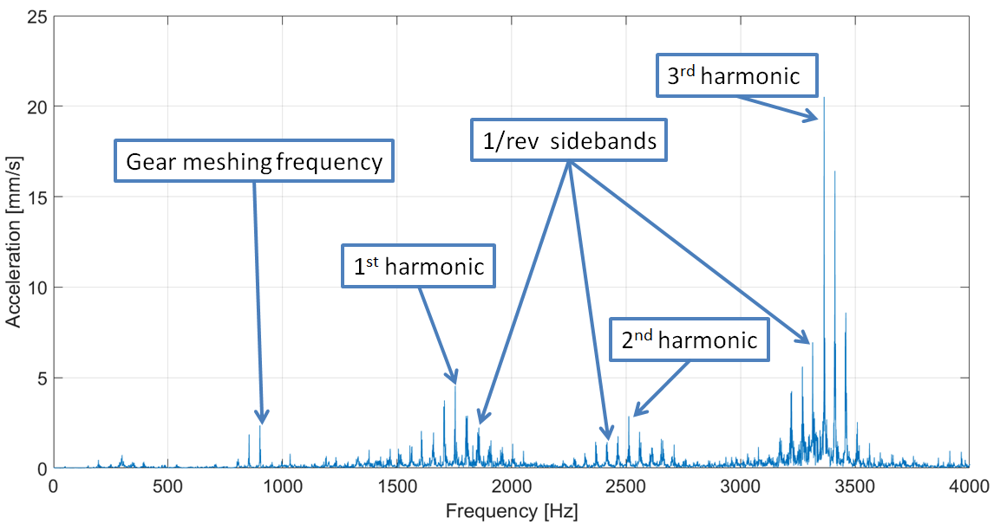 25
20
15
10
5
0
Acceleration [mm/s]
3rd harmonic
1/rev sidebands
Gear meshing frequency
1st harmonic
2nd harmonic
0 500 1000 1500 2000 2500 3000 3500 4000
Frequency [Hz]